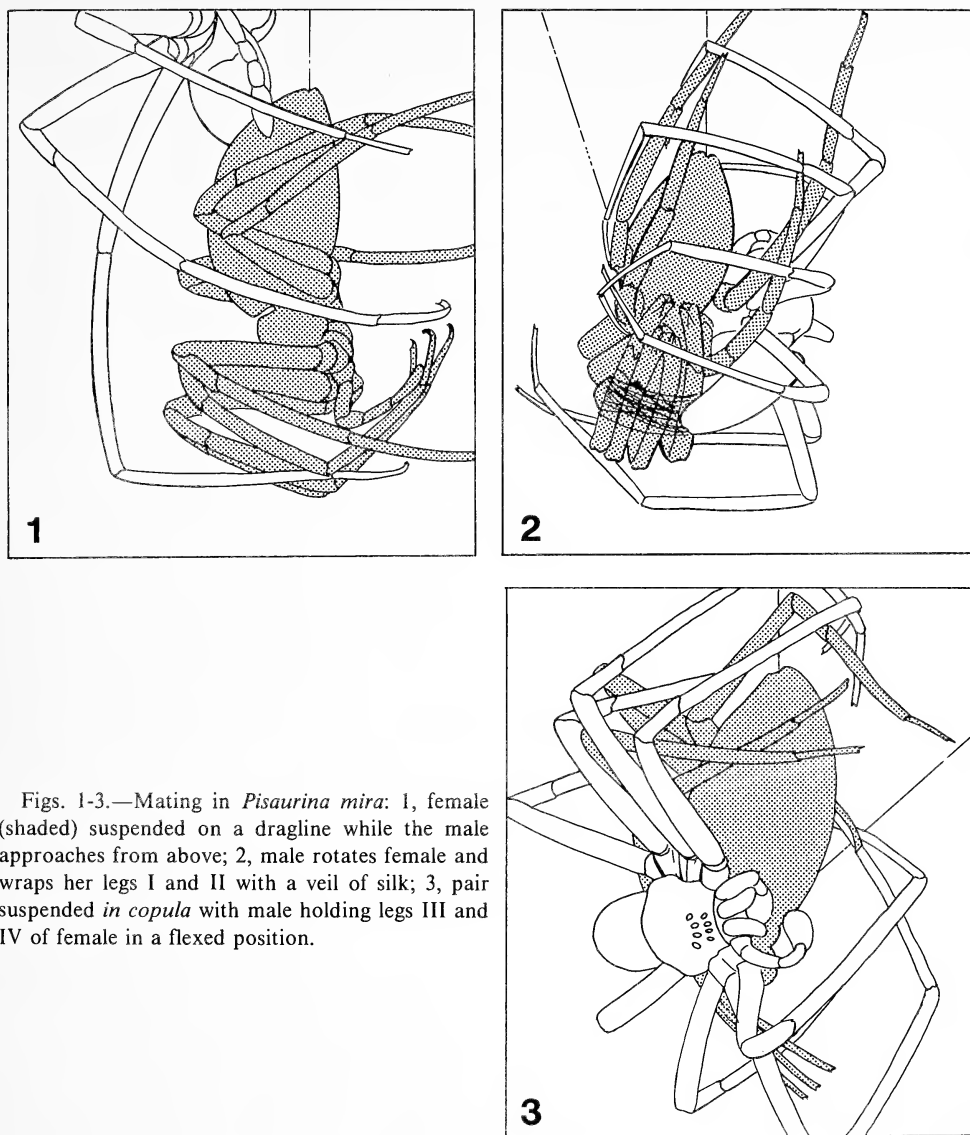 1
2
Figs. 1-3.—Mating in Pisaurina mira: 1, female
(shaded) suspended on a dragline while the male
approaches from above; 2, male rotates female and
wraps her legs I and II with a veil of silk; 3, pair
suspended in copula with male holding legs III and
IV of female in a flexed position.
3